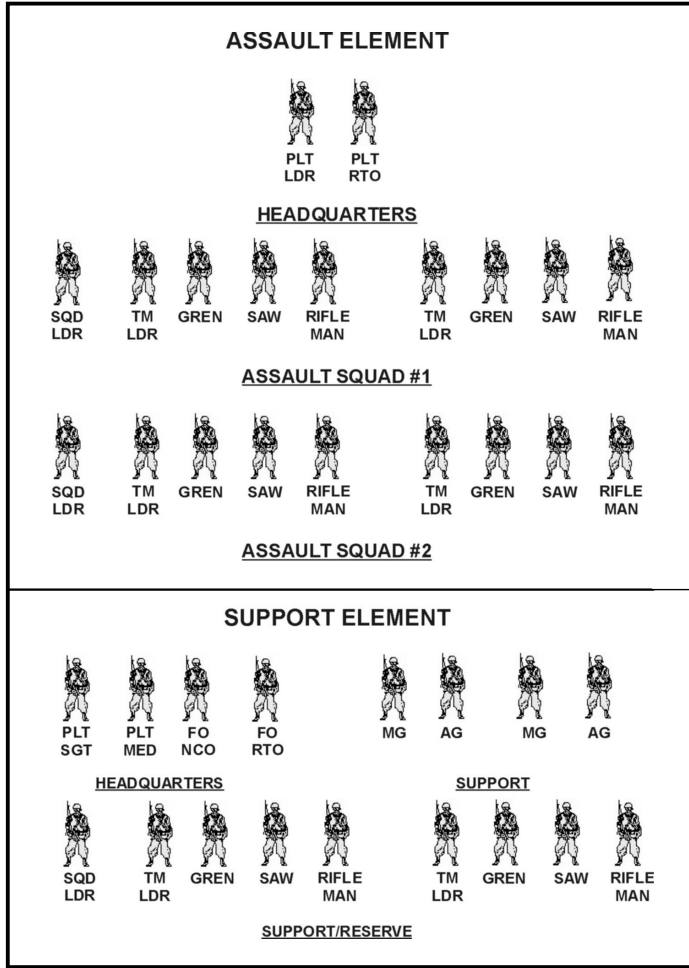 ASSAULT ELEMENT
PLT PLT
LDR RTO
HEADQUARTERS
SQD TM GREN SAW RIFLE TM GREN SAW RIFLE
LDR LDR MAN LDR MAN
ASSAULT SQUAD #1
SQD TM GREN SAW RIFLE TM GREN SAW RIFLE
LDR LDR MAN LDR MAN
ASSAULT SQUAD #2
SUPPORT ELEMENT
PLT PLT FO FO MG AG MG AG
SGT MED NCO RTO
HEADQUARTERS SUPPORT
SQD TM GREN SAW RIFLE TM GREN SAW RIFLE
LDR LDR MAN LDR MAN
SUPPORT/RESERVE